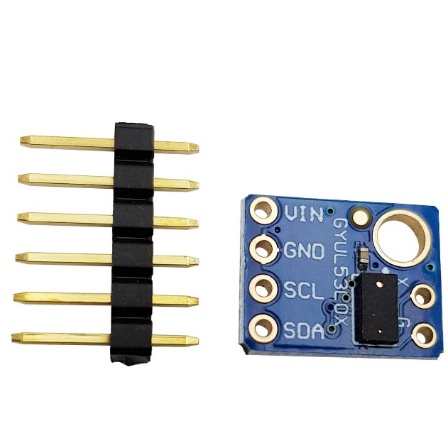 VIN
GND
SCL
SDA
GYUL53L0X
X
G